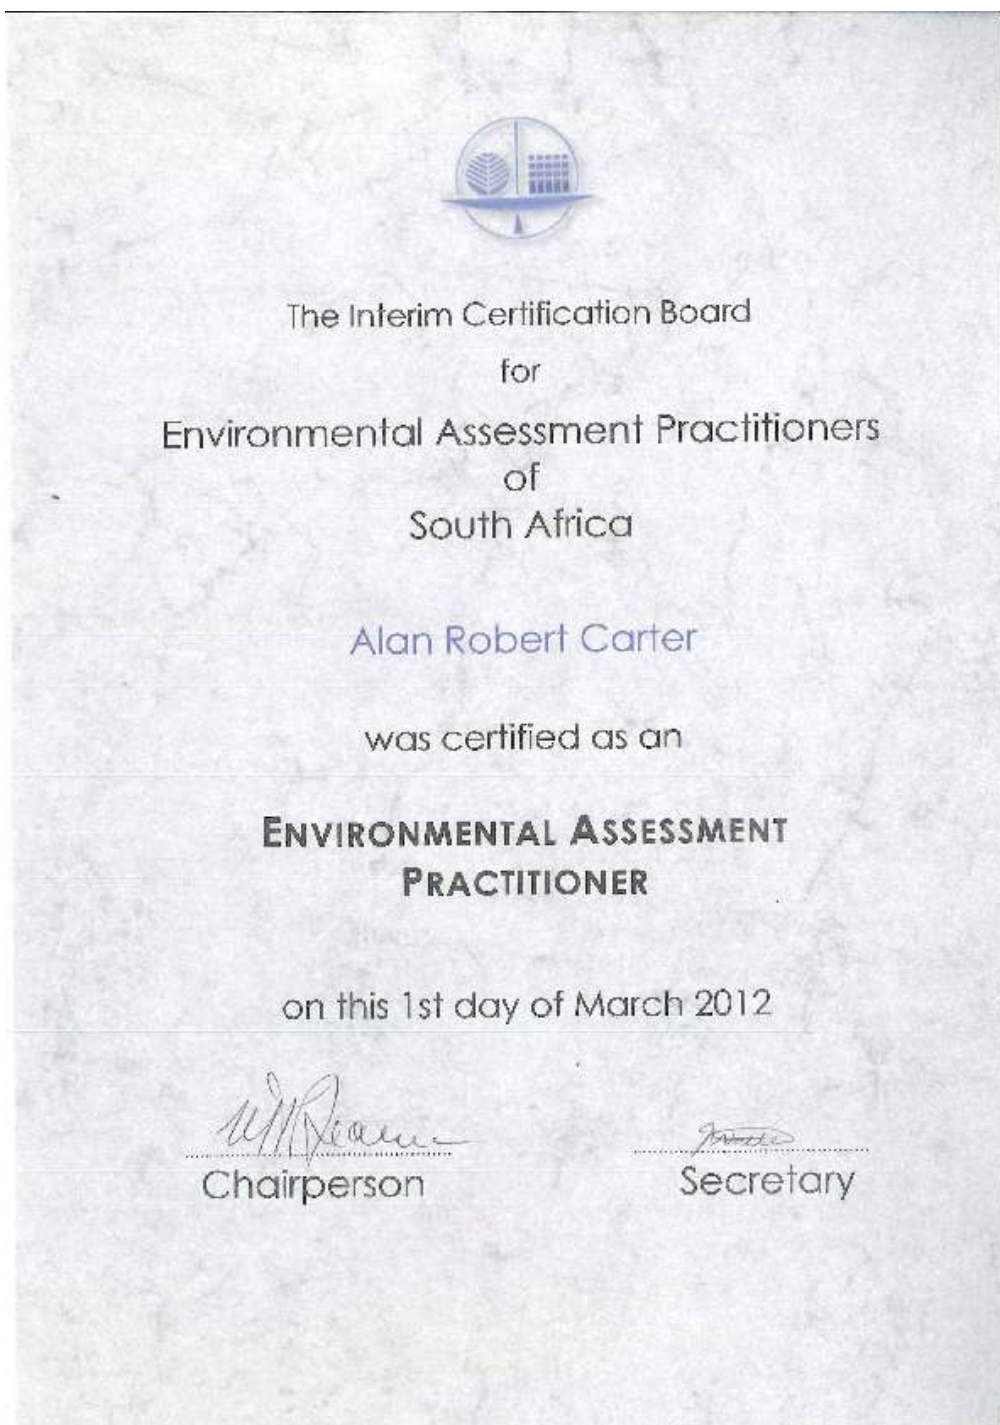 The Interim Certification Board
for
Environmental Assessment Practitioners
of
South Africa
Alan Robert Carter
was certified as an
ENVIRONMENTAL ASSESSMENT
PRACTITIONER
on this 1st day of March 2012
Chairperson
Secretary